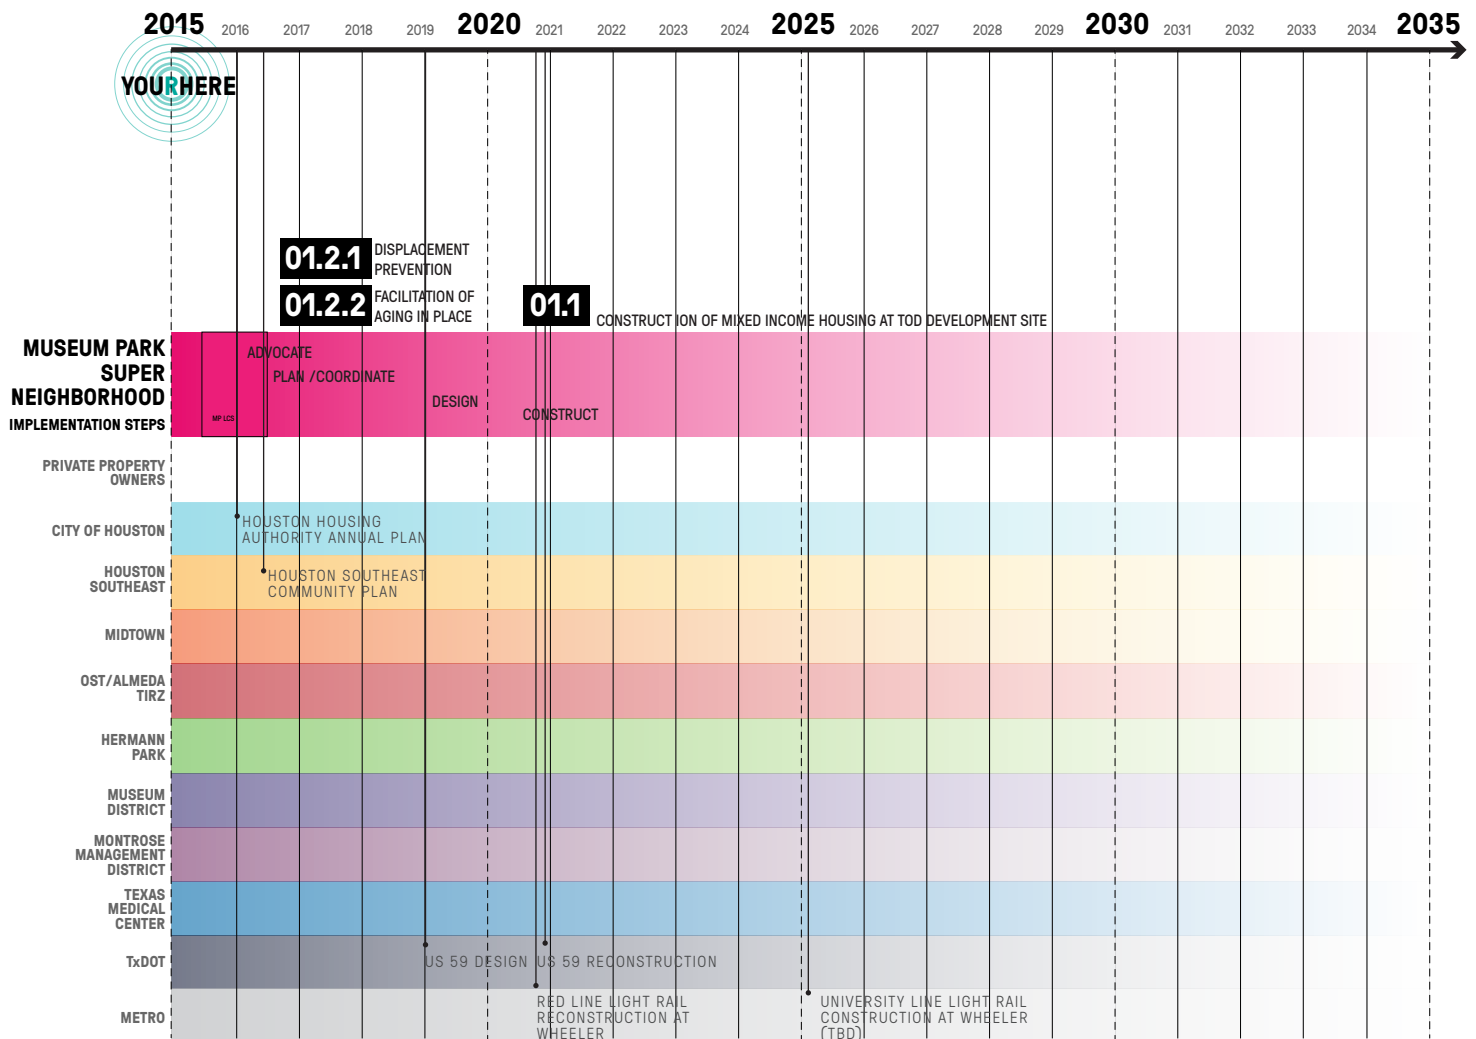 2015 2016 2017 2018 2019 2020 2021 2022 2023 2024 2025 2026 2027 2028 2029 2030 2031 2032 2033 2034 2035
YOURHERE
01.2.1 DISPLACEMENT
PREVENTION
01.2.2 FACILITATION OF
AGING IN PLACE
01.1 CONSTRUCTION OF MIXED INCOME HOUSING AT TOD DEVELOPMENT SITE
MUSEUM PARK
SUPER
NEIGHBORHOOD
IMPLEMENTATION STEPS
ADVOCATE
PLAN /COORDINATE
DESIGN
CONSTRUCT
MP LCS
PRIVATE PROPERTY
OWNERS
CITY OF HOUSTON
HOUSTON HOUSING
AUTHORITY ANNUAL PLAN
HOUSTON
SOUTHEAST
HOUSTON SOUTHEAST
COMMUNITY PLAN
MIDTOWN
OST/ALMEDA
TIRZ
HERMANN
PARK
MUSEUM
DISTRICT
MONTROSE
MANAGEMENT
DISTRICT
TEXAS
MEDICAL
CENTER
TxDOT
US 59 DESIGN
US 59 RECONSTRUCTION
METRO
RED LINE LIGHT RAIL
RECONSTRUCTION AT
WHEELER
UNIVERSITY LINE LIGHT RAIL
CONSTRUCTION AT WHEELER
(TBD)